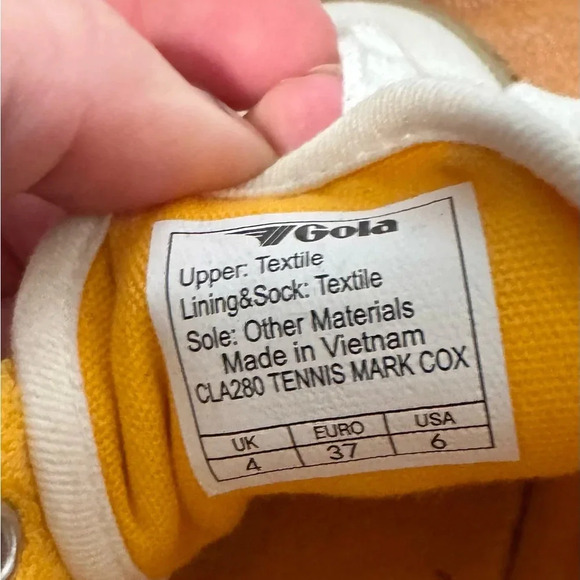 Gola
Upper: Textile
Lining&Sock: Textile
Sole: Other Materials
Made in Vietnam
CLA280 TENNIS MARK COX
UK EURO USA
4 37 6